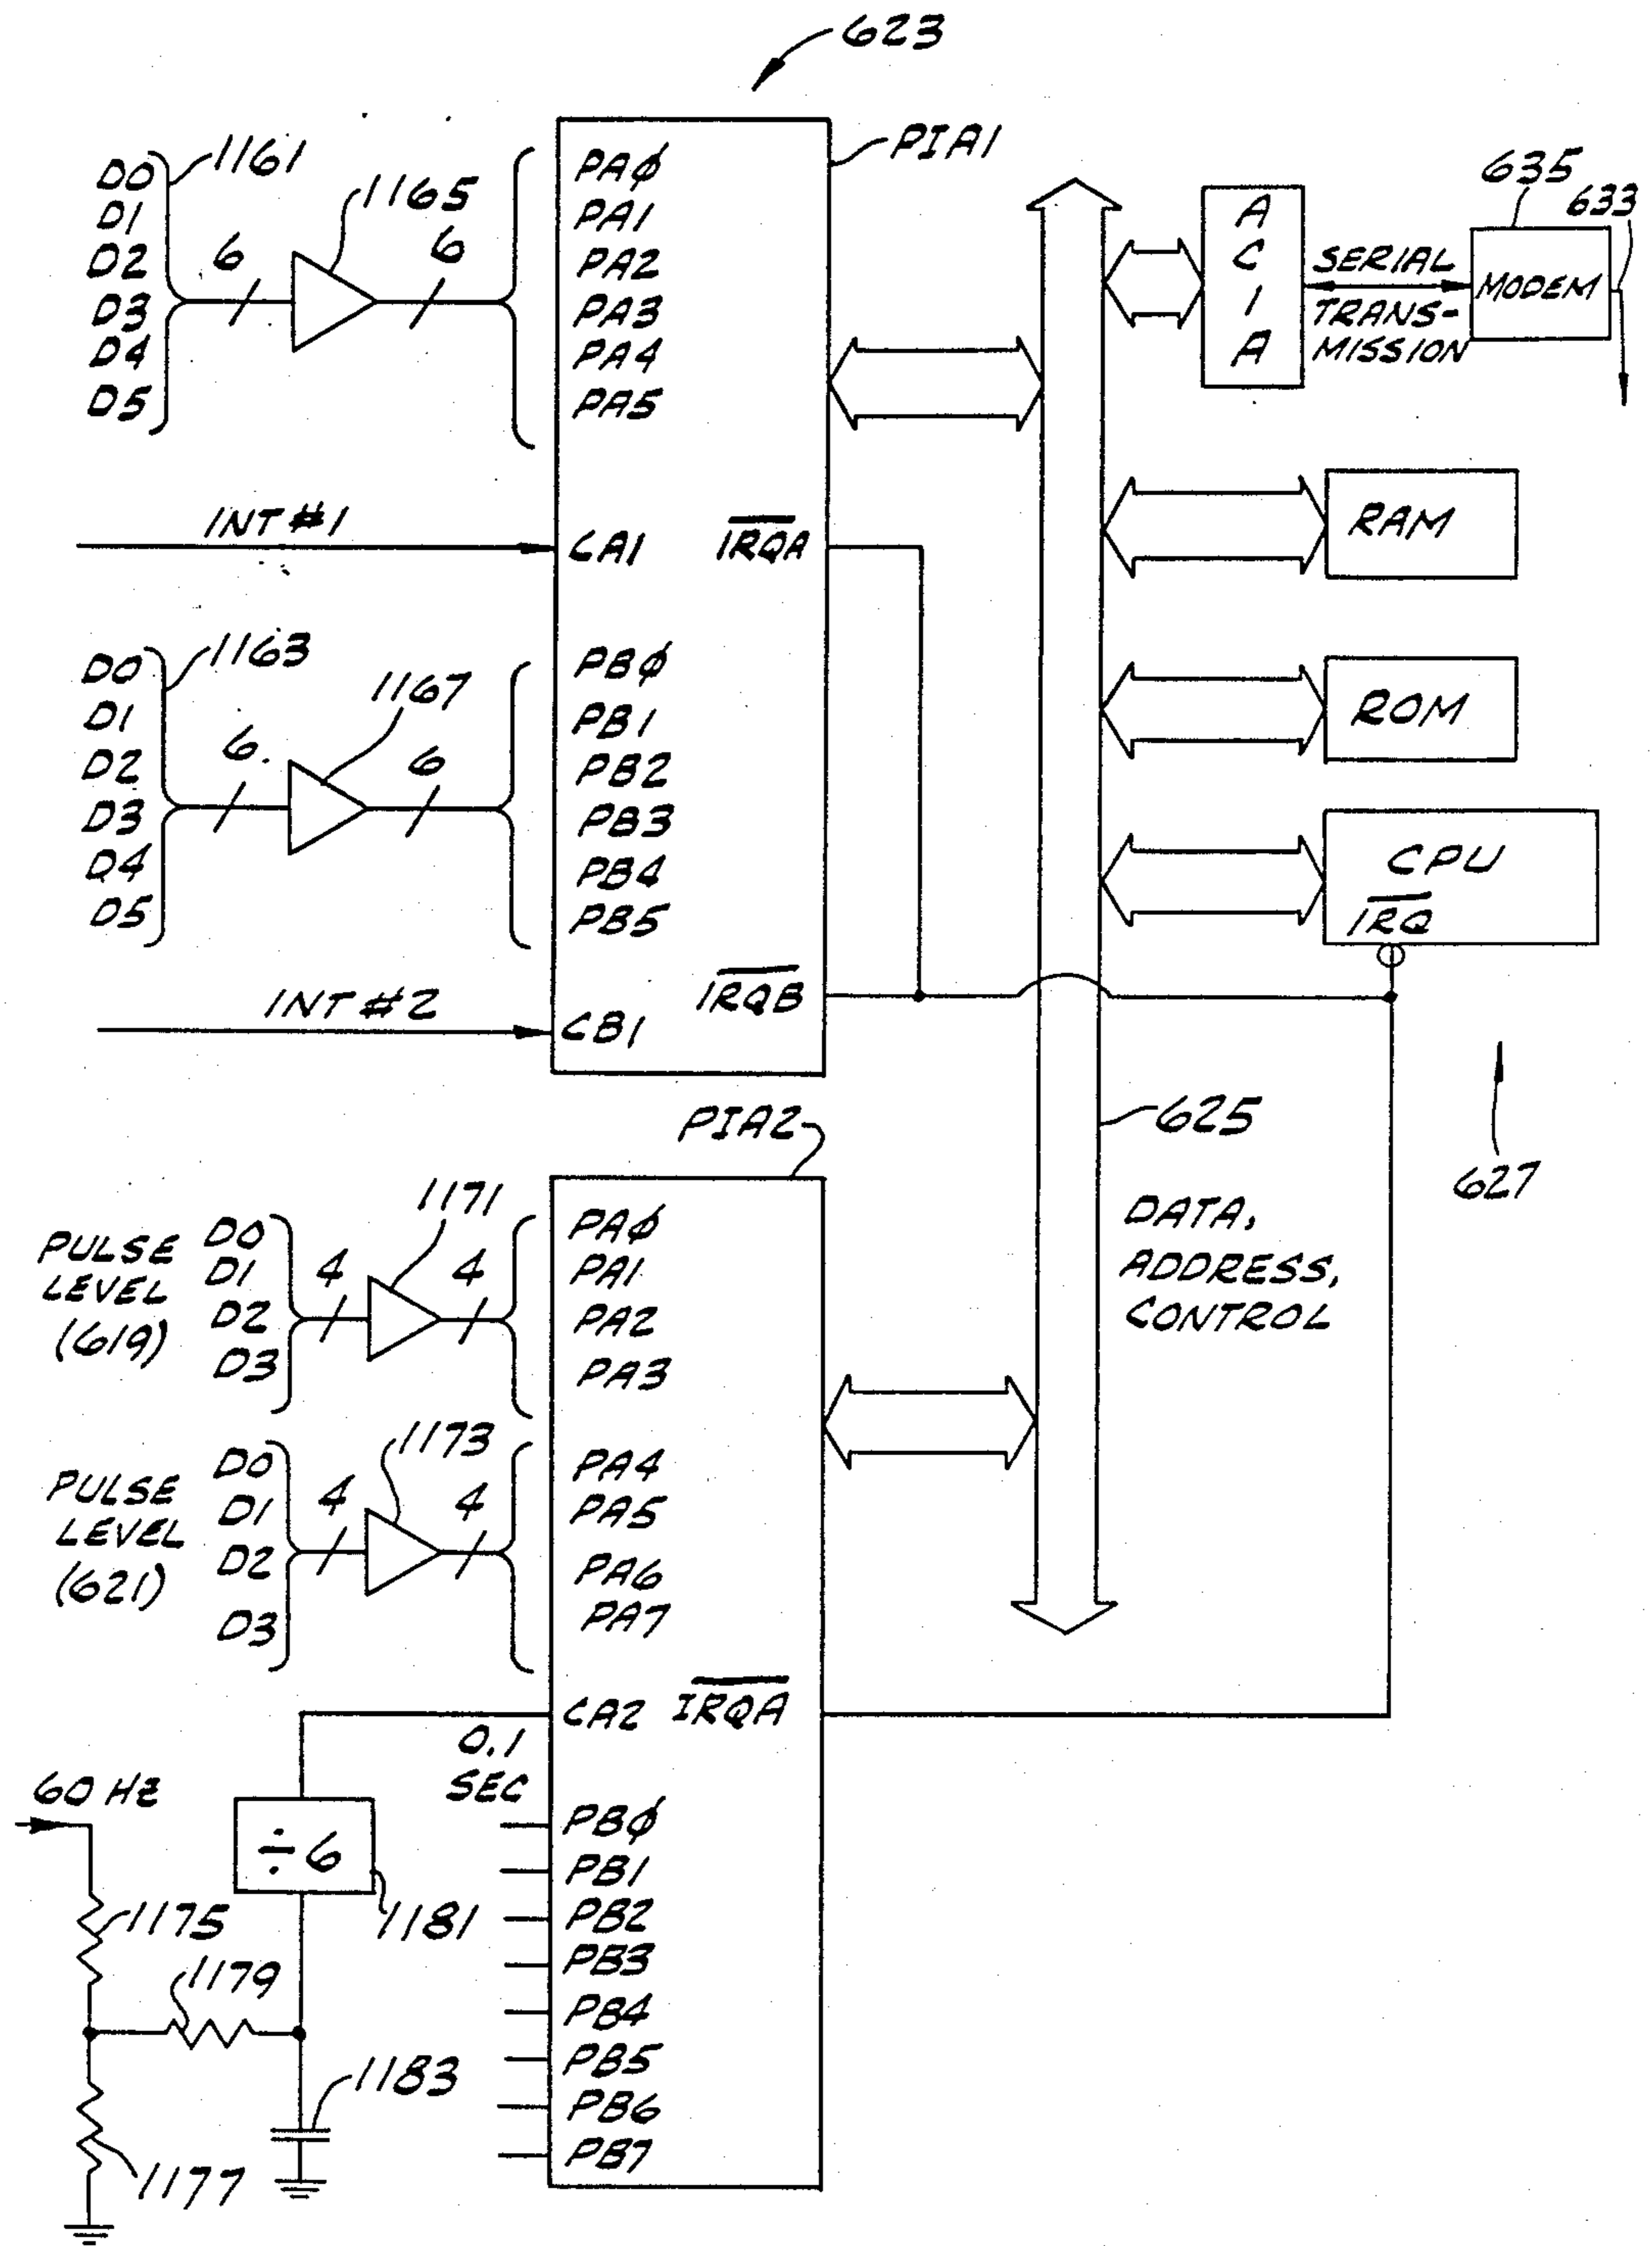 623
1161
D0
D1
D2
D3
D4
D5
6
1165
6
PAØ
PA1
PA2
PA3
PA4
PA5
PIA1
INT #1
CA1
IRQA
1163
D0
D1
D2
D3
D4
D5
6
1167
6
PBØ
PB1
PB2
PB3
PB4
PB5
INT #2
CB1
IRQB
A
C
I
A
SERIAL
TRANS-
MISSION
635
MODEM
633
RAM
ROM
CPU
IRQ
627
625
DATA,
ADDRESS,
CONTROL
PIA2
PULSE
LEVEL
(619)
D0
D1
D2
D3
4
1171
4
PAØ
PA1
PA2
PA3
PULSE
LEVEL
(621)
D0
D1
D2
D3
4
1173
4
PA4
PA5
PA6
PA7
CA2
IRQA
0.1
SEC
60 HZ
÷6
1181
1175
1179
1183
1177
PBØ
PB1
PB2
PB3
PB4
PB5
PB6
PB7